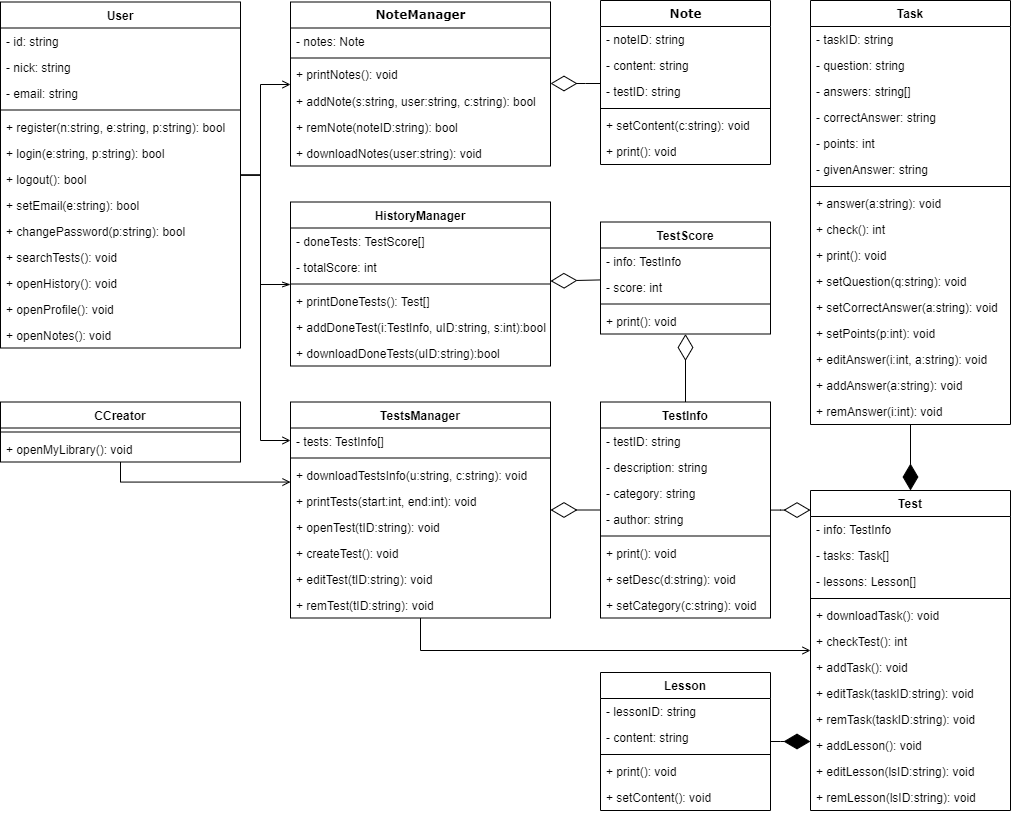 User
- id: string
- nick: string
- email: string
+ register(n:string, e:string, p:string): bool
+ login(e:string, p:string): bool
+ logout(): bool
+ setEmail(e:string): bool
+ changePassword(p:string): bool
+ searchTests(): void
+ openHistory(): void
+ openProfile(): void
+ openNotes(): void
NoteManager
- notes: Note
+ printNotes(): void
+ addNote(s:string, user:string, c:string): bool
+ remNote(noteID:string): bool
+ downloadNotes(user:string): void
Note
- noteID: string
- content: string
- testID: string
+ setContent(c:string): void
+ print(): void
Task
- taskID: string
- question: string
- answers: string[]
- correctAnswer: string
- points: int
- givenAnswer: string
+ answer(a:string): void
+ check(): int
+ print(): void
+ setQuestion(q:string): void
+ setCorrectAnswer(a:string): void
+ setPoints(p:int): void
+ editAnswer(i:int, a:string): void
+ addAnswer(a:string): void
+ remAnswer(i:int): void
HistoryManager
- doneTests: TestScore[]
- totalScore: int
+ printDoneTests(): Test[]
+ addDoneTest(i:TestInfo, uID:string, s:int):bool
+ downloadDoneTests(uID:string):bool
TestScore
- info: TestInfo
- score: int
+ print(): void
CCreator
+ openMyLibrary(): void
TestsManager
- tests: TestInfo[]
+ downloadTestsInfo(u:string, c:string): void
+ printTests(start:int, end:int): void
+ openTest(tID:string): void
+ createTest(): void
+ editTest(tID:string): void
+ remTest(tID:string): void
TestInfo
- testID: string
- description: string
- category: string
- author: string
+ print(): void
+ setDesc(d:string): void
+ setCategory(c:string): void
Test
- info: TestInfo
- tasks: Task[]
- lessons: Lesson[]
+ downloadTask(): void
+ checkTest(): int
+ addTask(): void
+ editTask(taskID:string): void
+ remTask(taskID:string): void
+ addLesson(): void
+ editLesson(lsID:string): void
+ remLesson(lsID:string): void
Lesson
- lessonID: string
- content: string
+ print(): void
+ setContent(): void